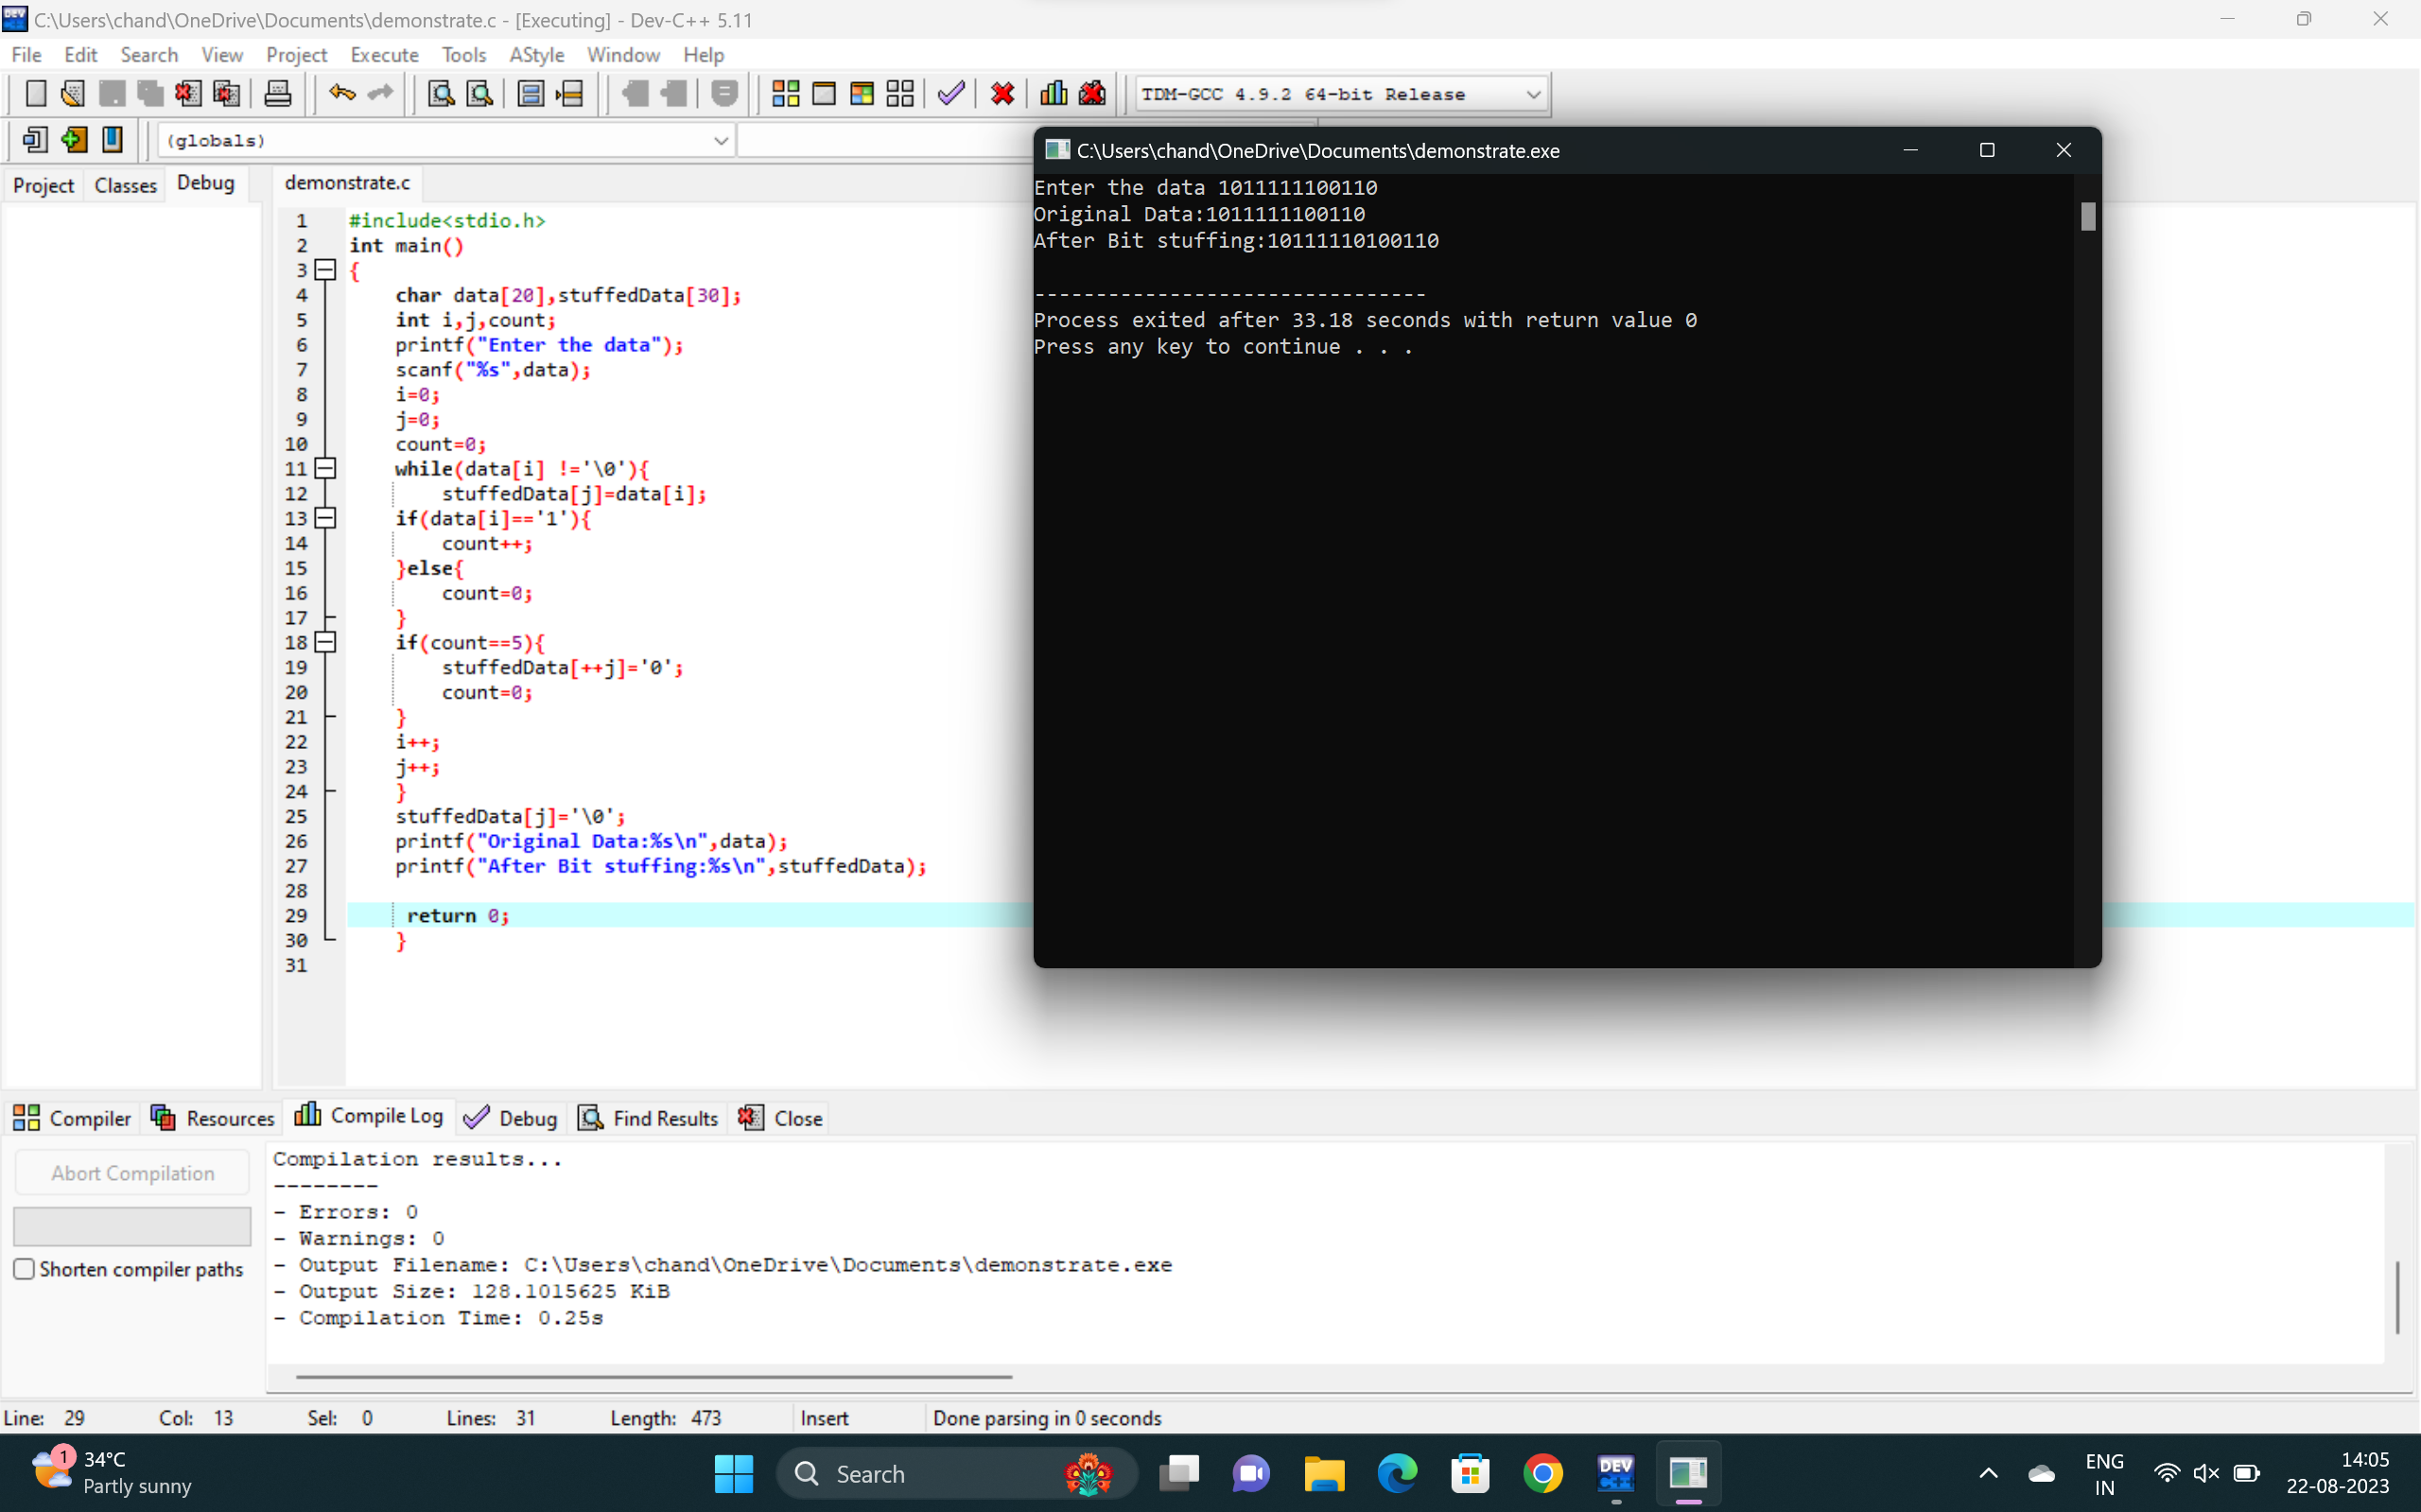 C:\Users\chand\OneDrive\Documents\demonstrate.c - [Executing] - Dev-C++ 5.11
File Edit Search View Project Execute Tools AStyle Window Help
TDM-GCC 4.9.2 64-bit Release
(globals)
Project Classes Debug
demonstrate.c
1 #include<stdio.h>
2 int main()
3 {
4 char data[20],stuffedData[30];
5 int i,j,count;
6 printf("Enter the data");
7 scanf("%s",data);
8 i=0;
9 j=0;
10 count=0;
11 while(data[i] !='\0'){
12 stuffedData[j]=data[i];
13 if(data[i]=='1'){
14 count++;
15 }else{
16 count=0;
17 }
18 if(count==5){
19 stuffedData[++j]='0';
20 count=0;
21 }
22 i++;
23 j++;
24 }
25 stuffedData[j]='\0';
26 printf("Original Data:%s\n",data);
27 printf("After Bit stuffing:%s\n",stuffedData);
28
29 return 0;
30 }
31
C:\Users\chand\OneDrive\Documents\demonstrate.exe
Enter the data 1011111100110
Original Data:1011111100110
After Bit stuffing:10111110100110
--------------------------------
Process exited after 33.18 seconds with return value 0
Press any key to continue . . .
Compiler Resources Compile Log Debug Find Results Close
Abort Compilation
Shorten compiler paths
Compilation results...
--------
- Errors: 0
- Warnings: 0
- Output Filename: C:\Users\chand\OneDrive\Documents\demonstrate.exe
- Output Size: 128.1015625 KiB
- Compilation Time: 0.25s
Line: 29 Col: 13 Sel: 0 Lines: 31 Length: 473 Insert Done parsing in 0 seconds
1
34°C
Partly sunny
Search
DEV C++
ENG
IN
14:05
22-08-2023